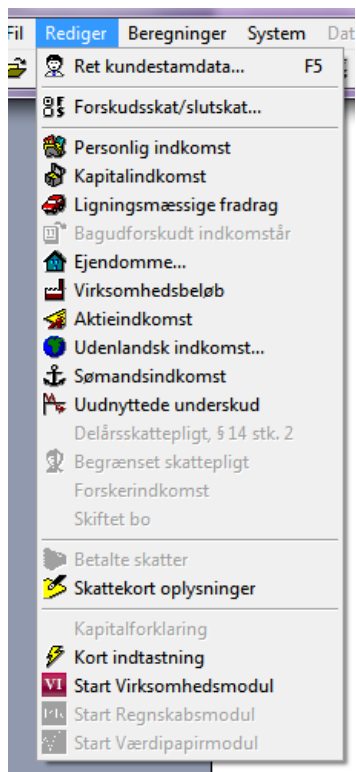 Fil Rediger Beregninger System Dat
Ret kundestamdata... F5
Forskudsskat/slutskat...
Personlig indkomst
Kapitalindkomst
Ligningsmæssige fradrag
Bagudforskudt indkomstår
Ejendomme...
Virksomhedsbeløb
Aktieindkomst
Udenlandsk indkomst...
Sømandsindkomst
Uudnyttede underskud
Delårsskattepligt, § 14 stk. 2
Begrænset skattepligt
Forskerindkomst
Skiftet bo
Betalte skatter
Skattekort oplysninger
Kapitalforklaring
Kort indtastning
VI Start Virksomhedsmodul
Start Regnskabsmodul
Start Værdipapirmodul